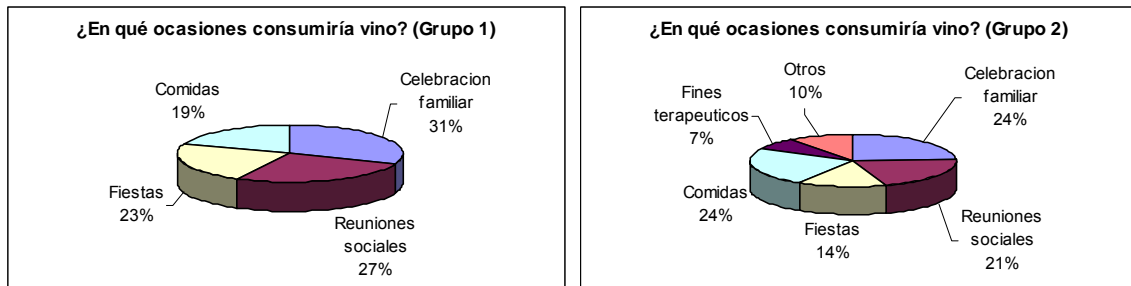 ¿En qué ocasiones consumiría vino? (Grupo 1)
Comidas
19%
Celebracion
familiar
31%
Fiestas
23%
Reuniones
sociales
27%
¿En qué ocasiones consumiría vino? (Grupo 2)
Otros
10%
Fines
terapeuticos
7%
Celebracion
familiar
24%
Comidas
24%
Fiestas
14%
Reuniones
sociales
21%